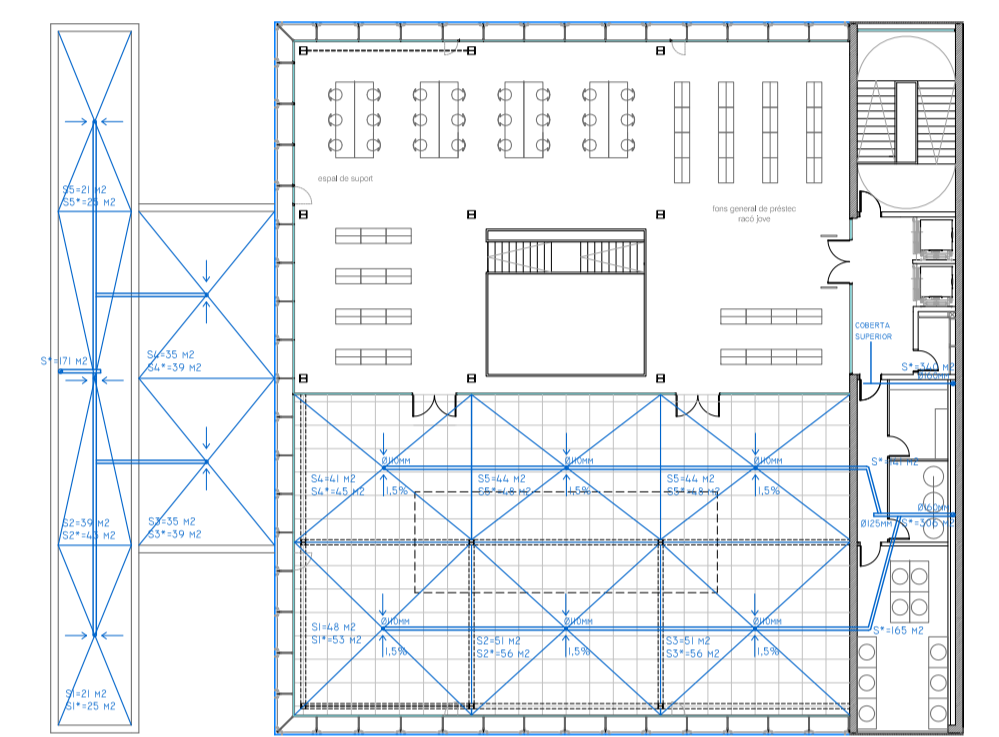 espai de suport
fons general de préstec
racó jove
COBERTA
SUPERIOR
S5=21 M2
S5*=25 M2
S*=171 M2
S4=35 M2
S4*=39 M2
S2=39 M2
S2*=43 M2
S3=35 M2
S3*=39 M2
S1=21 M2
S1*=25 M2
Ø110MM
S4=41 M2
S4*=45 M2
1,5%
Ø110MM
S5=44 M2
S5*=48 M2
1,5%
Ø110MM
S5=44 M2
S5*=48 M2
1,5%
Ø110MM
S1=48 M2
S1*=53 M2
1,5%
Ø110MM
S2=51 M2
S2*=56 M2
1,5%
Ø110MM
S3=51 M2
S3*=56 M2
1,5%
Ø160MM
S*=141 M2
Ø160MM
Ø125MM
S*=306 M2
S*=165 M2